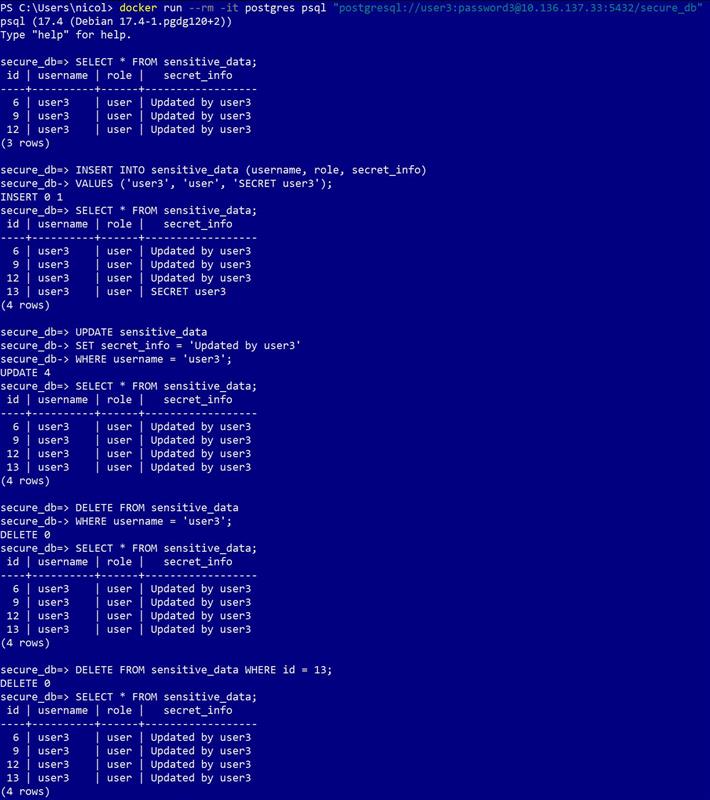 PS C:\Users\nicol> docker run --rm -it postgres psql "postgresql://user3:password3@10.136.137.33:5432/secure_db"
psql (17.4 (Debian 17.4-1.pgdg120+2))
Type "help" for help.

secure_db=> SELECT * FROM sensitive_data;
 id | username | role |   secret_info
----+----------+------+------------------
  6 | user3    | user | Updated by user3
  9 | user3    | user | Updated by user3
 12 | user3    | user | Updated by user3
(3 rows)

secure_db=> INSERT INTO sensitive_data (username, role, secret_info)
secure_db-> VALUES ('user3', 'user', 'SECRET user3');
INSERT 0 1
secure_db=> SELECT * FROM sensitive_data;
 id | username | role |   secret_info
----+----------+------+------------------
  6 | user3    | user | Updated by user3
  9 | user3    | user | Updated by user3
 12 | user3    | user | Updated by user3
 13 | user3    | user | SECRET user3
(4 rows)

secure_db=> UPDATE sensitive_data
secure_db-> SET secret_info = 'Updated by user3'
secure_db-> WHERE username = 'user3';
UPDATE 4
secure_db=> SELECT * FROM sensitive_data;
 id | username | role |   secret_info
----+----------+------+------------------
  6 | user3    | user | Updated by user3
  9 | user3    | user | Updated by user3
 12 | user3    | user | Updated by user3
 13 | user3    | user | Updated by user3
(4 rows)

secure_db=> DELETE FROM sensitive_data
secure_db-> WHERE username = 'user3';
DELETE 0
secure_db=> SELECT * FROM sensitive_data;
 id | username | role |   secret_info
----+----------+------+------------------
  6 | user3    | user | Updated by user3
  9 | user3    | user | Updated by user3
 12 | user3    | user | Updated by user3
 13 | user3    | user | Updated by user3
(4 rows)

secure_db=> DELETE FROM sensitive_data WHERE id = 13;
DELETE 0
secure_db=> SELECT * FROM sensitive_data;
 id | username | role |   secret_info
----+----------+------+------------------
  6 | user3    | user | Updated by user3
  9 | user3    | user | Updated by user3
 12 | user3    | user | Updated by user3
 13 | user3    | user | Updated by user3
(4 rows)